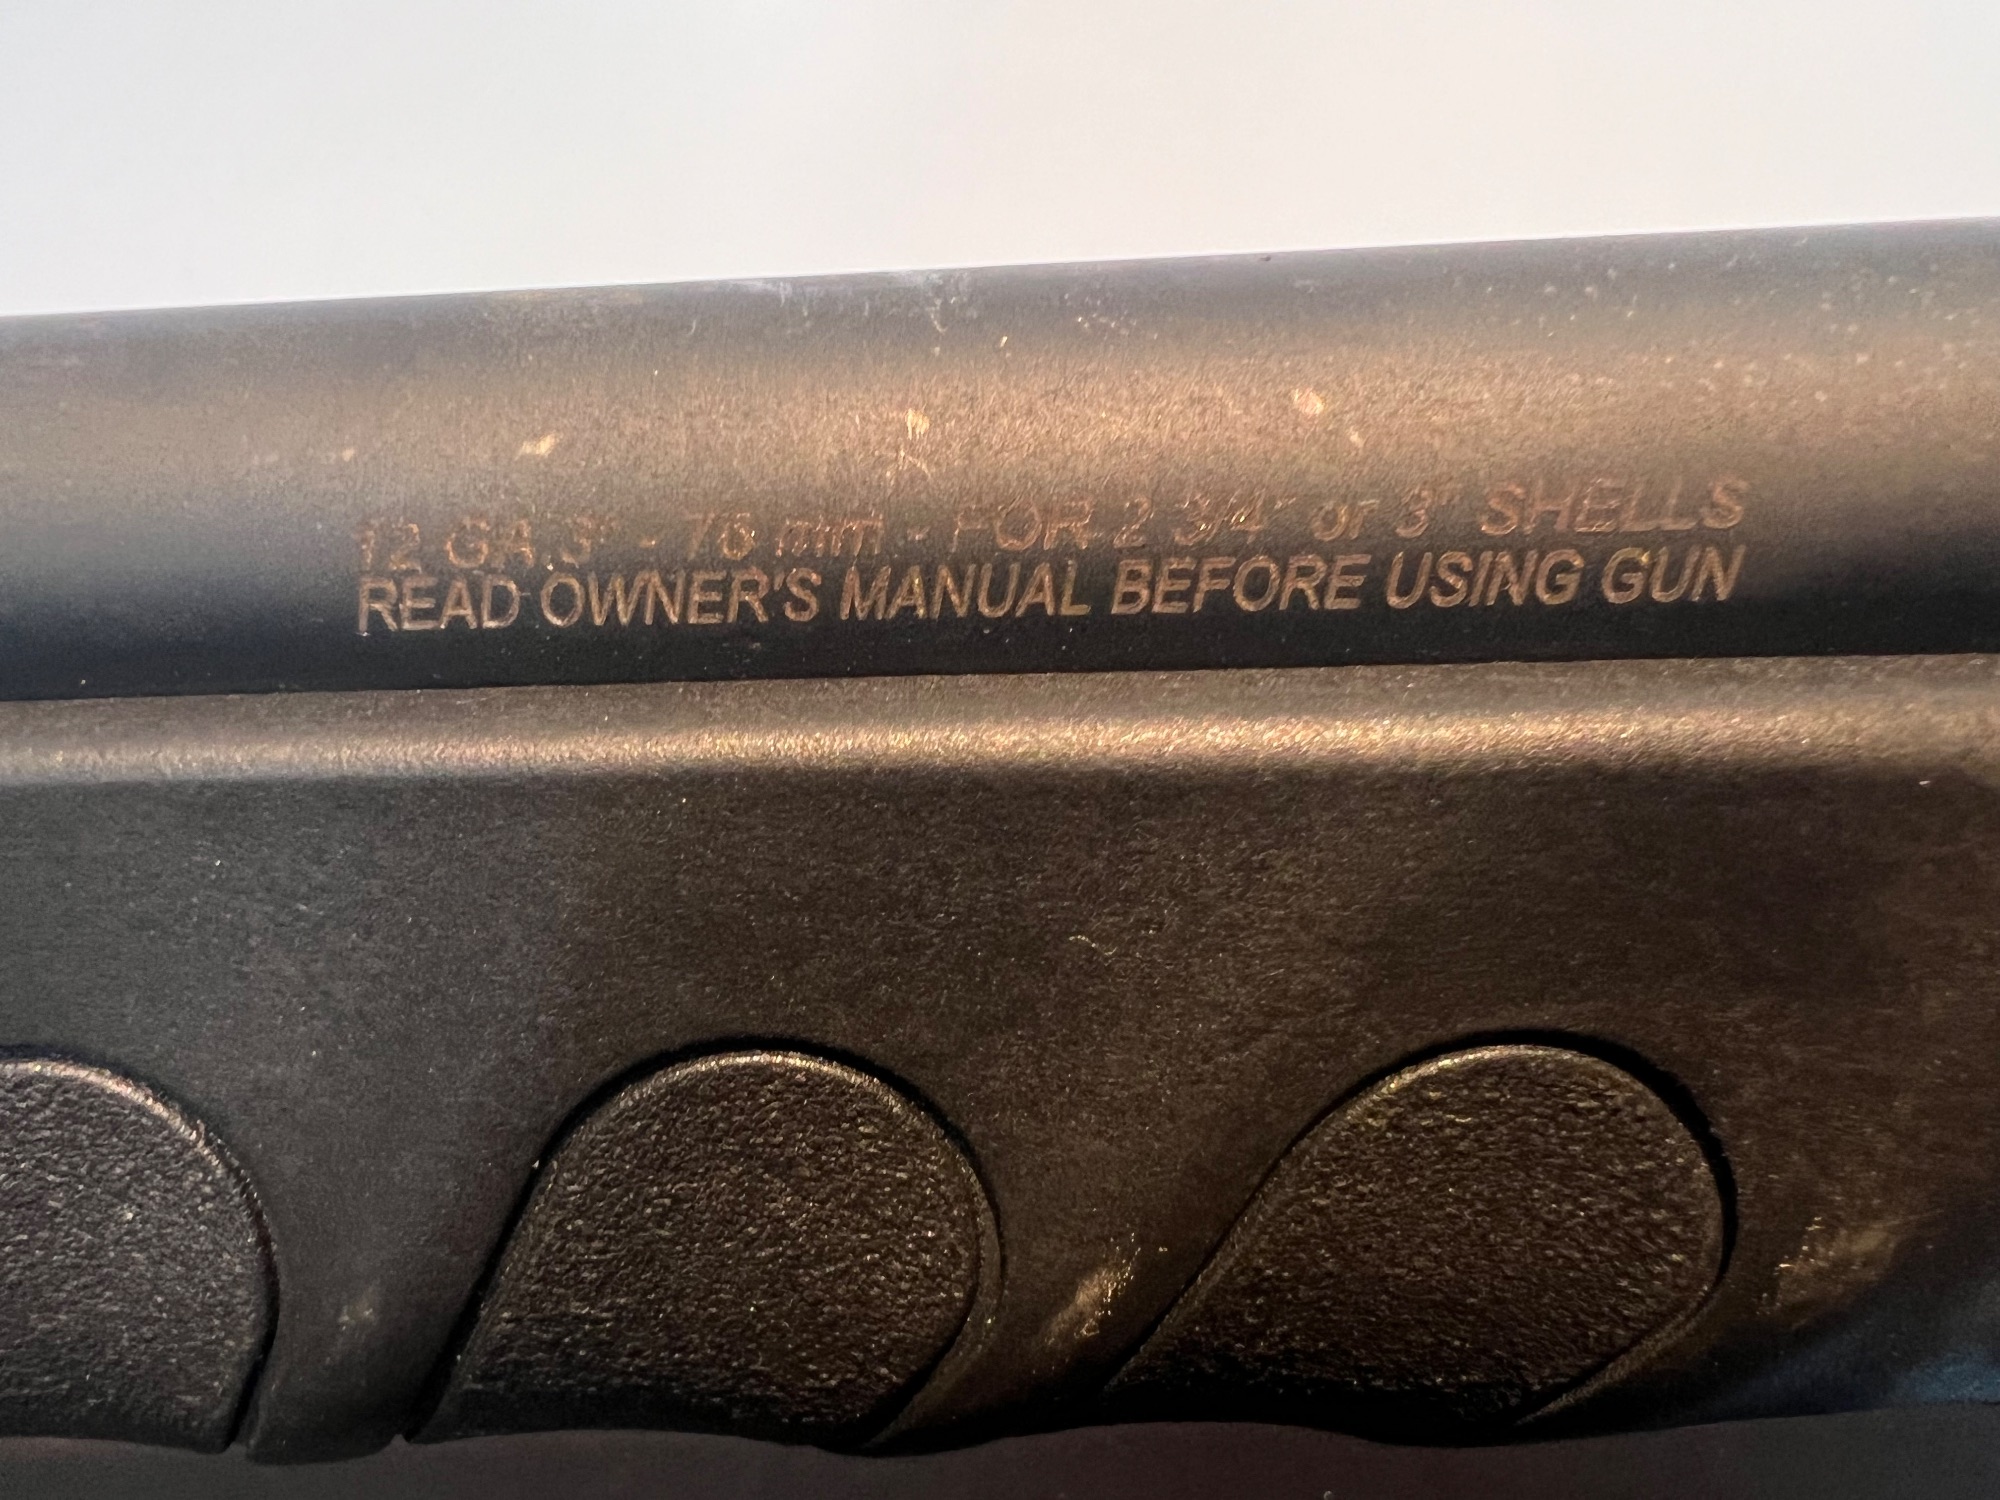 12 GA 3" - 76 mm - FOR 2 3/4" or 3" SHELLS
READ OWNER'S MANUAL BEFORE USING GUN